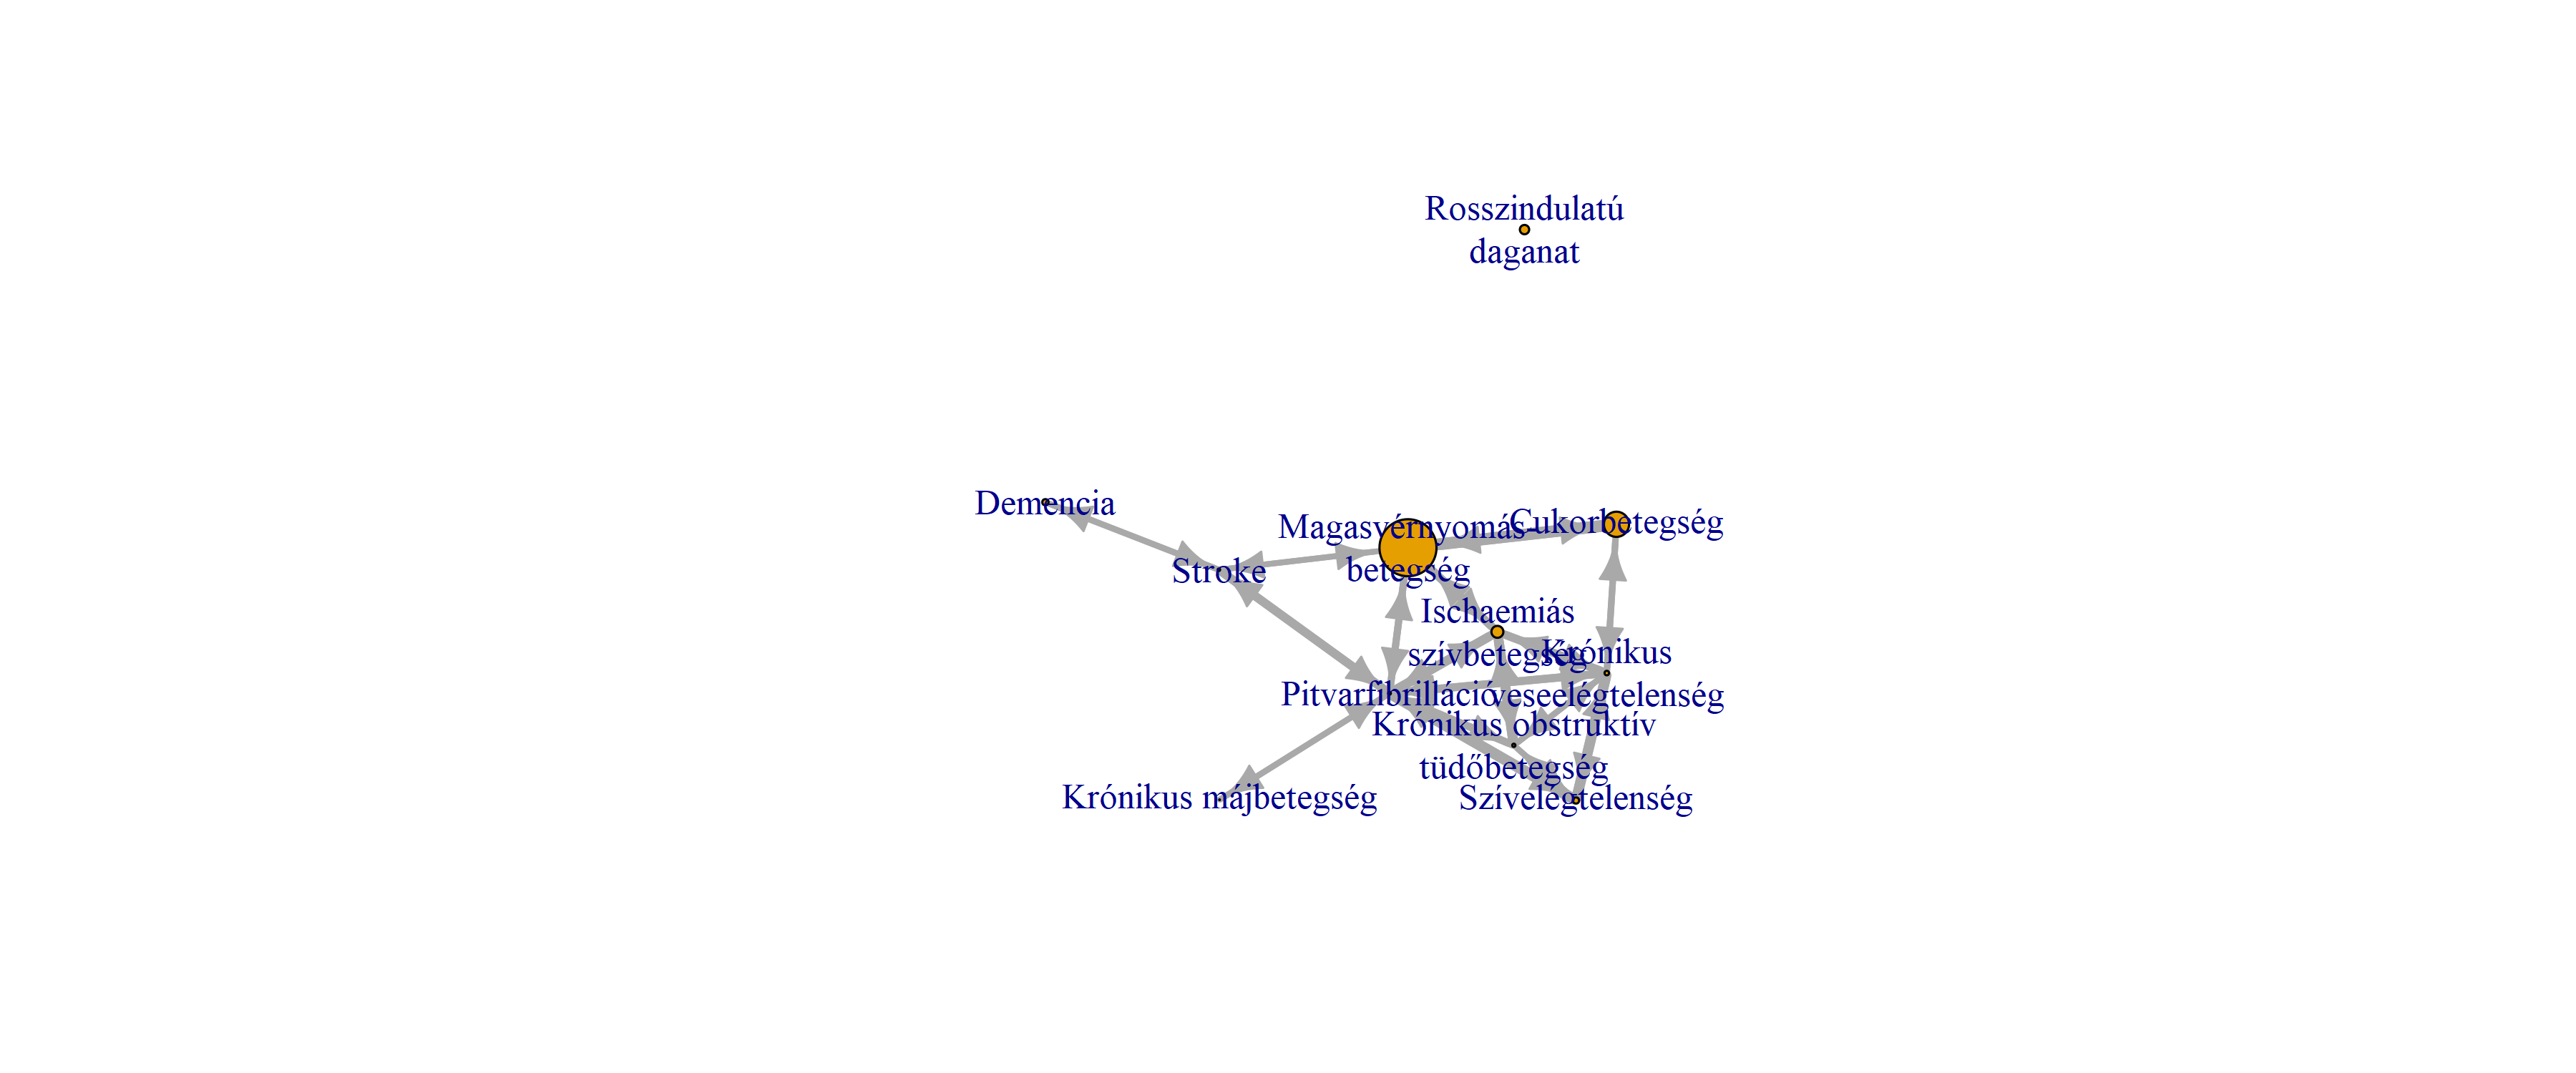 Rosszindulatú
daganat
Demencia
Stroke
Magasvérnyomás-
betegség
Cukorbetegség
Ischaemiás
szívbetegség
Krónikus
veseelégtelenség
Pitvarfibrilláció
Krónikus obstruktív
tüdőbetegség
Krónikus májbetegség
Szívelégtelenség